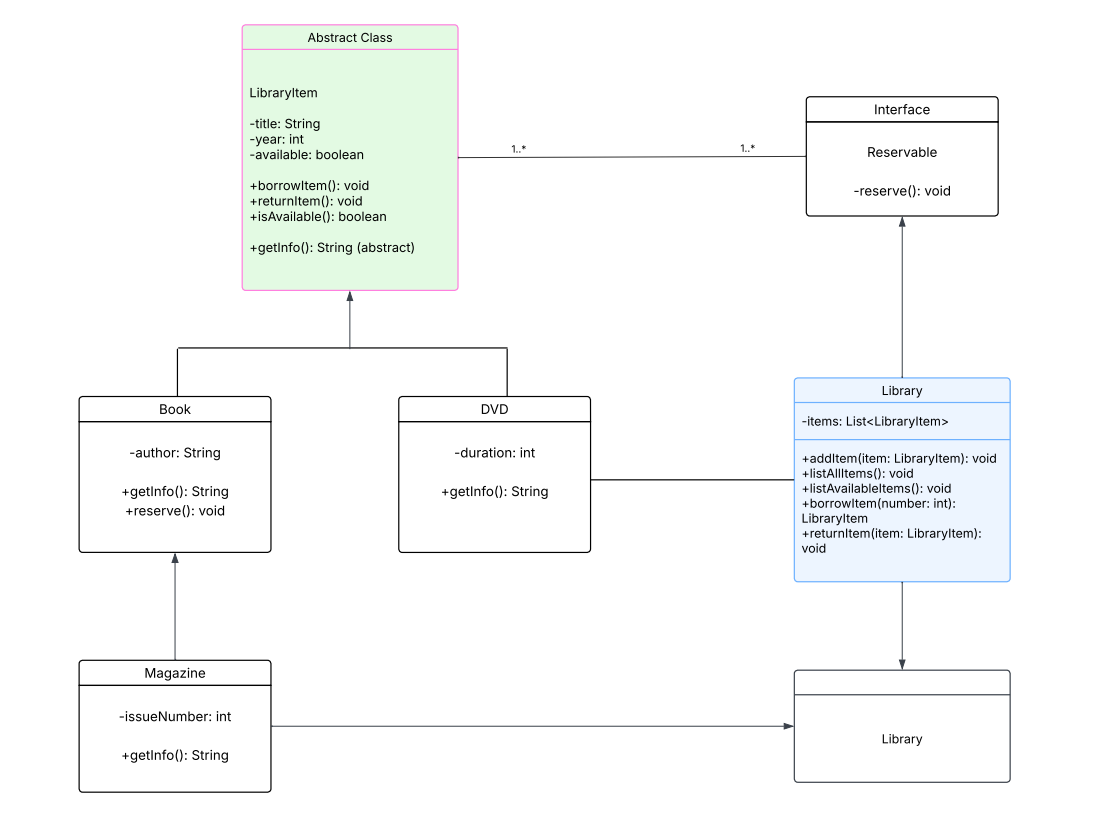 Abstract Class
LibraryItem
-title: String
-year: int
-available: boolean
+borrowItem(): void
+returnItem(): void
+isAvailable(): boolean
+getInfo(): String (abstract)
1..*
1..*
Interface
Reservable
-reserve(): void
Book
-author: String
+getInfo(): String
+reserve(): void
DVD
-duration: int
+getInfo(): String
Library
-items: List<LibraryItem>
+addItem(item: LibraryItem): void
+listAllItems(): void
+listAvailableItems(): void
+borrowItem(number: int):
LibraryItem
+returnItem(item: LibraryItem):
void
Magazine
-issueNumber: int
+getInfo(): String
Library